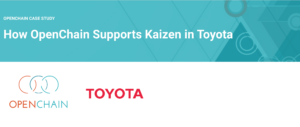 OPENCHAIN CASE STUDY
How OpenChain Supports Kaizen in Toyota
OPENCHAIN
TOYOTA